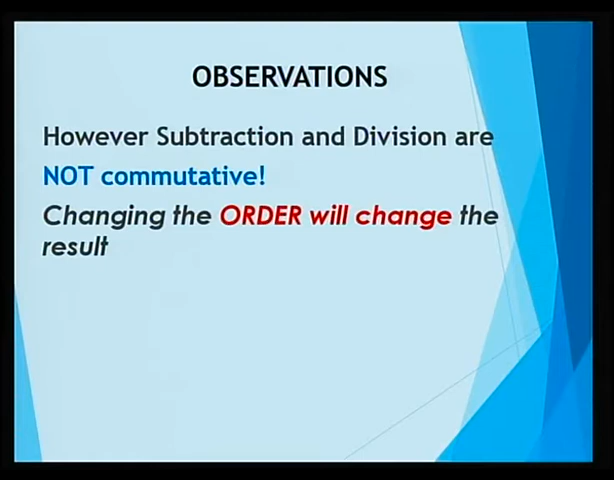 OBSERVATIONS
However Subtraction and Division are
NOT commutative!
Changing the ORDER will change the
result